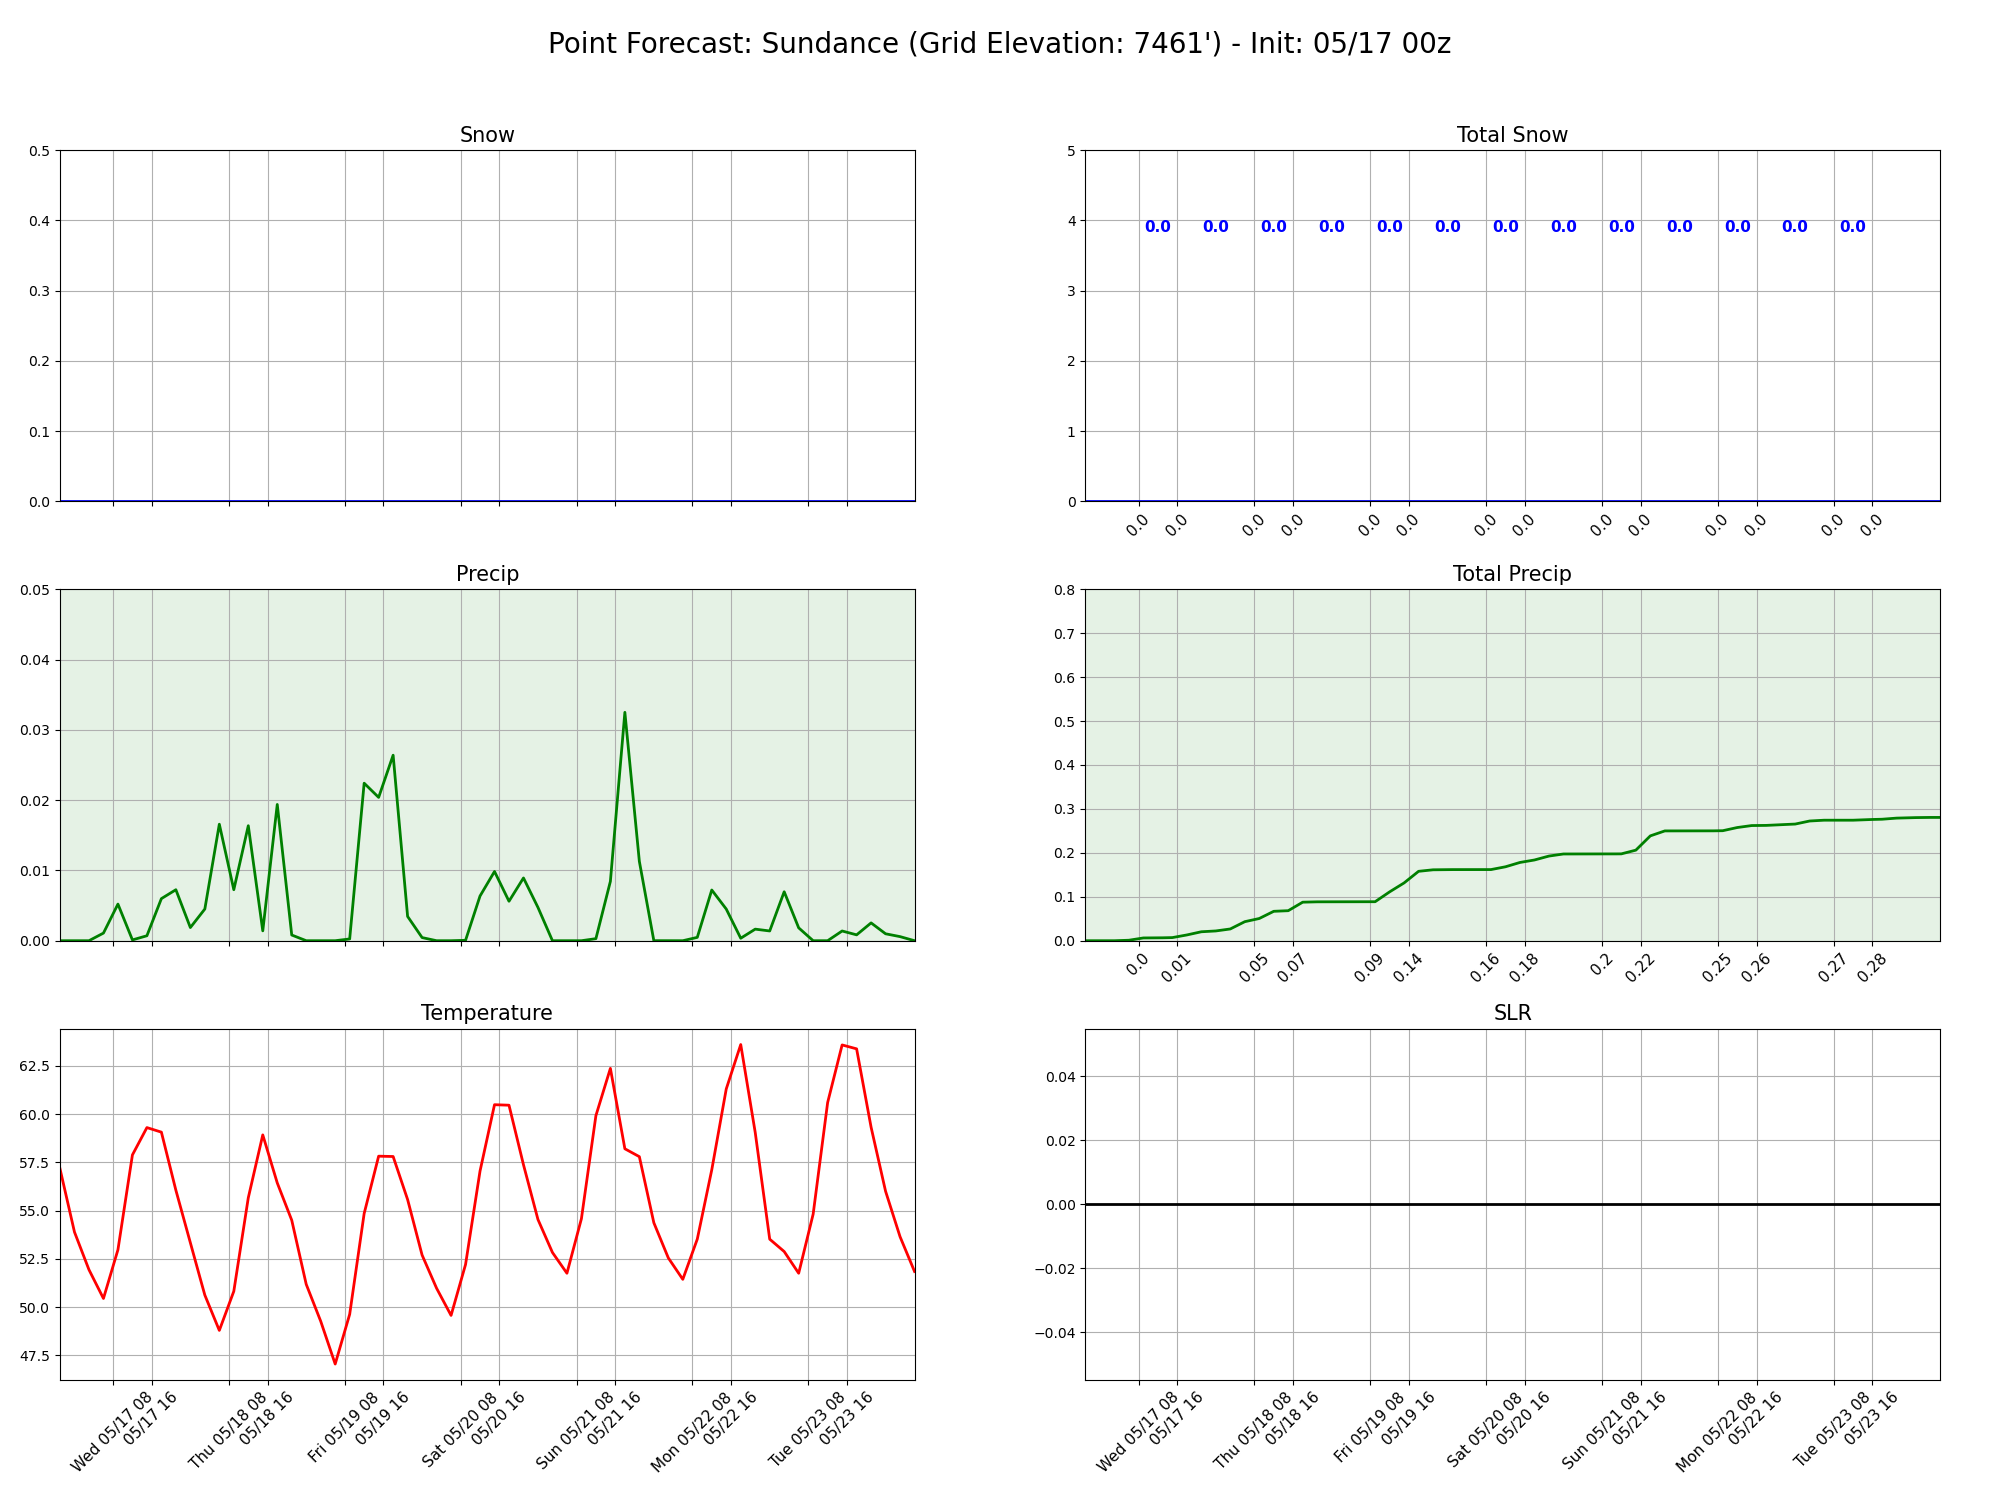 Point Forecast: Sundance (Grid Elevation: 7461') - Init: 05/17 00z
Snow
0.5
0.4
0.3
0.2
0.1
0.0
Total Snow
5
4
3
2
1
0
0.0 0.0 0.0 0.0 0.0 0.0 0.0 0.0 0.0 0.0 0.0 0.0 0.0
0.0 0.0 0.0 0.0 0.0 0.0 0.0 0.0 0.0 0.0 0.0 0.0 0.0 0.0
Precip
0.05
0.04
0.03
0.02
0.01
0.00
Total Precip
0.8
0.7
0.6
0.5
0.4
0.3
0.2
0.1
0.0
0.0 0.01 0.05 0.07 0.09 0.14 0.16 0.18 0.2 0.22 0.25 0.26 0.27 0.28
Temperature
62.5
60.0
57.5
55.0
52.5
50.0
47.5
Wed 05/17 08
05/17 16
Thu 05/18 08
05/18 16
Fri 05/19 08
05/19 16
Sat 05/20 08
05/20 16
Sun 05/21 08
05/21 16
Mon 05/22 08
05/22 16
Tue 05/23 08
05/23 16
SLR
0.04
0.02
0.00
−0.02
−0.04
Wed 05/17 08
05/17 16
Thu 05/18 08
05/18 16
Fri 05/19 08
05/19 16
Sat 05/20 08
05/20 16
Sun 05/21 08
05/21 16
Mon 05/22 08
05/22 16
Tue 05/23 08
05/23 16